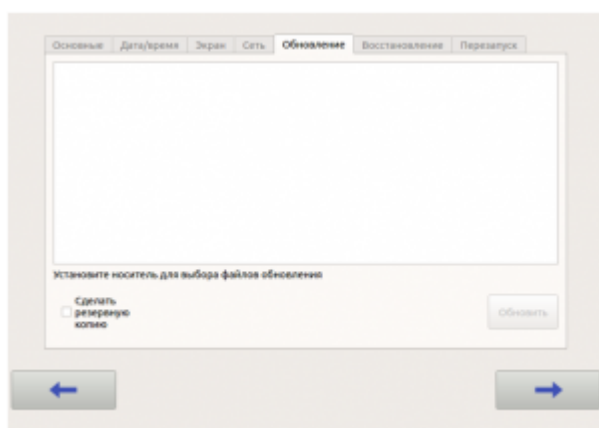 Основные Дата/время Экран Сеть Обновление Восстановление Перезапуск
Установите носитель для выбора файлов обновления
Сделать
резервную
копию
Обновить